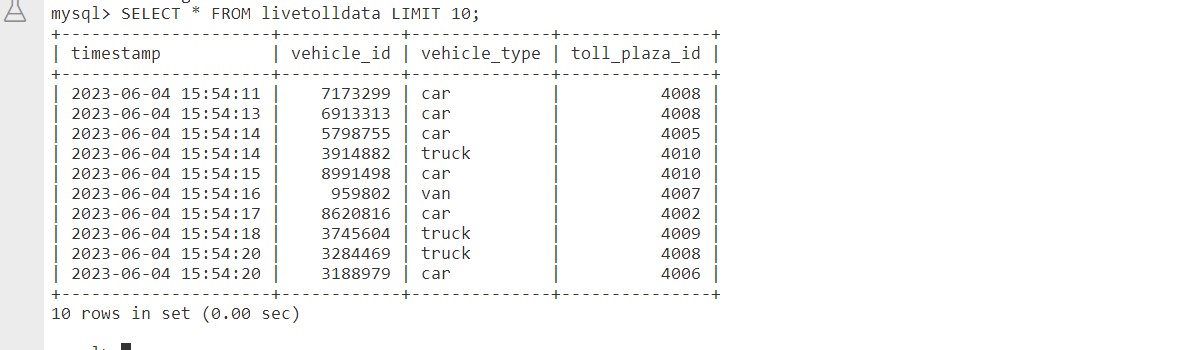 mysql> SELECT * FROM livetolldata LIMIT 10;
+---------------------+------------+--------------+---------------+
| timestamp           | vehicle_id | vehicle_type | toll_plaza_id |
+---------------------+------------+--------------+---------------+
| 2023-06-04 15:54:11 |    7173299 | car          |          4008 |
| 2023-06-04 15:54:13 |    6913313 | car          |          4008 |
| 2023-06-04 15:54:14 |    5798755 | car          |          4005 |
| 2023-06-04 15:54:14 |    3914882 | truck        |          4010 |
| 2023-06-04 15:54:15 |    8991498 | car          |          4010 |
| 2023-06-04 15:54:16 |     959802 | van          |          4007 |
| 2023-06-04 15:54:17 |    8620816 | car          |          4002 |
| 2023-06-04 15:54:18 |    3745604 | truck        |          4009 |
| 2023-06-04 15:54:20 |    3284469 | truck        |          4008 |
| 2023-06-04 15:54:20 |    3188979 | car          |          4006 |
+---------------------+------------+--------------+---------------+
10 rows in set (0.00 sec)